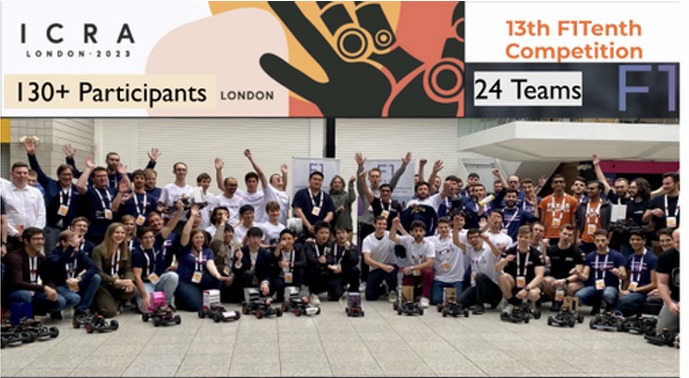 ICRA
LONDON·2023
130+ Participants
LONDON
13th F1Tenth
Competition
24 Teams
F1